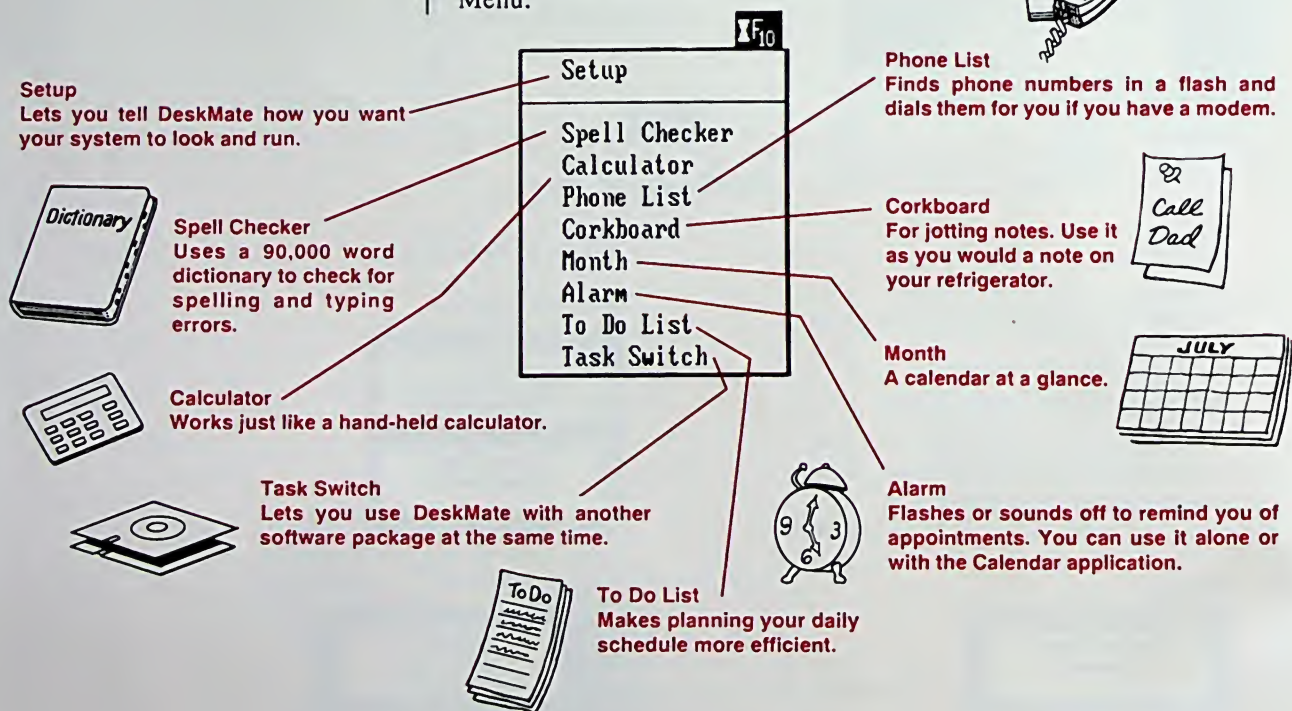 Menu.
F10
Setup
Spell Checker
Calculator
Phone List
Corkboard
Month
Alarm
To Do List
Task Switch
Setup
Lets you tell DeskMate how you want
your system to look and run.
Dictionary
Spell Checker
Uses a 90,000 word
dictionary to check for
spelling and typing
errors.
Calculator
Works just like a hand-held calculator.
Task Switch
Lets you use DeskMate with another
software package at the same time.
To Do
To Do List
Makes planning your daily
schedule more efficient.
Phone List
Finds phone numbers in a flash and
dials them for you if you have a modem.
Corkboard
For jotting notes. Use it
as you would a note on
your refrigerator.
Call
Dad
Month
A calendar at a glance.
JULY
9 3
6
Alarm
Flashes or sounds off to remind you of
appointments. You can use it alone or
with the Calendar application.